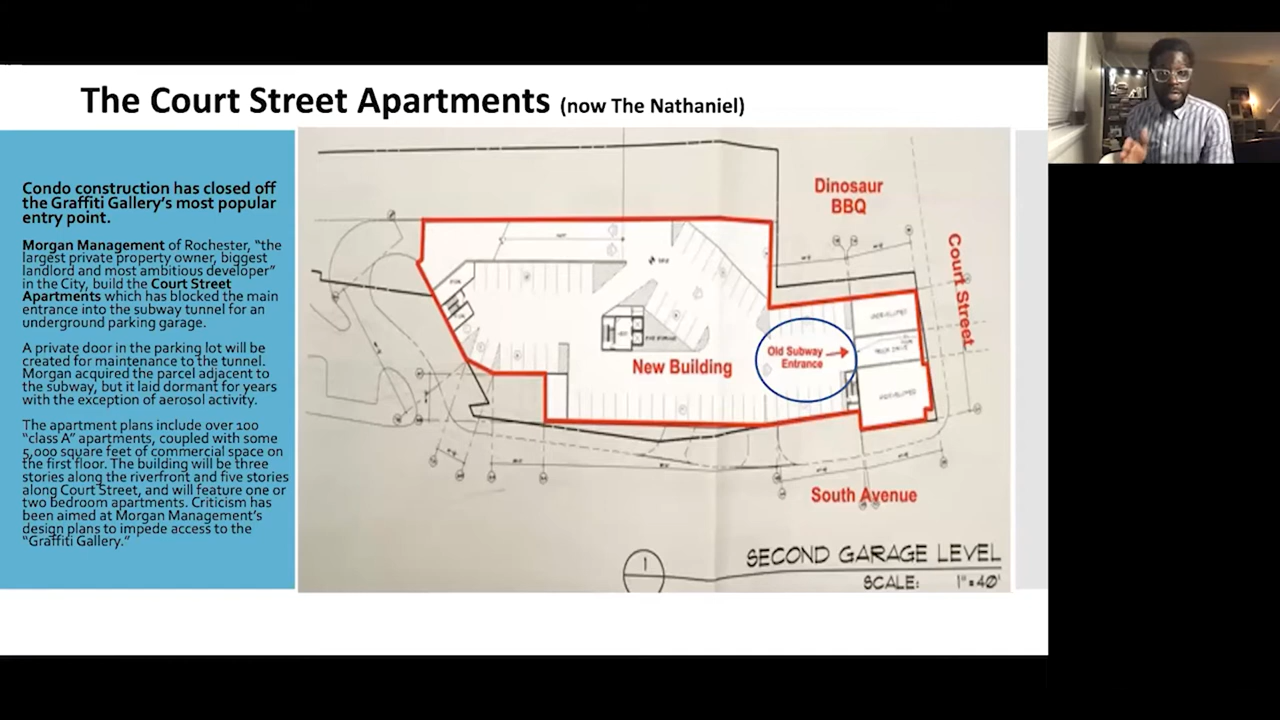 The Court Street Apartments (now The Nathaniel)
Condo construction has closed off
the Graffiti Gallery's most popular
entry point.
Morgan Management of Rochester, "the
largest private property owner, biggest
landlord and most ambitious developer"
in the City, build the Court Street
Apartments which has blocked the main
entrance into the subway tunnel for an
underground parking garage.
A private door in the parking lot will be
created for maintenance to the tunnel.
Morgan acquired the parcel adjacent to
the subway, but it laid dormant for years
with the exception of aerosol activity.
The apartment plans include over 100
"class A" apartments, coupled with some
5,000 square feet of commercial space on
the first floor. The building will be three
stories along the riverfront and five stories
along Court Street, and will feature one or
two bedroom apartments. Criticism has
been aimed at Morgan Management's
design plans to impede access to the
"Graffiti Gallery."
Dinosaur
BBQ
Court Street
Old Subway
Entrance
New Building
South Avenue
1
SECOND GARAGE LEVEL
SCALE: 1"=40'